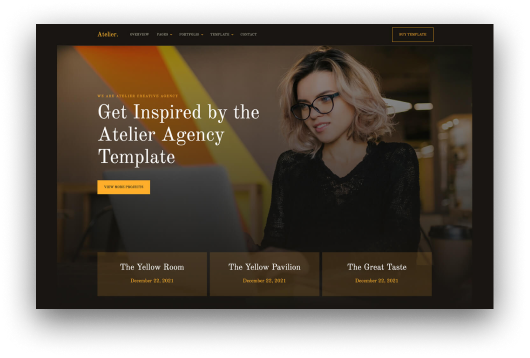 Atelier.
OVERVIEW PAGES PORTFOLIO TEMPLATE CONTACT
BUY TEMPLATE
WE ARE ATELIER CREATIVE AGENCY
Get Inspired by the
Atelier Agency
Template
VIEW MORE PROJECTS
The Yellow Room
December 22, 2021
The Yellow Pavilion
December 22, 2021
The Great Taste
December 22, 2021